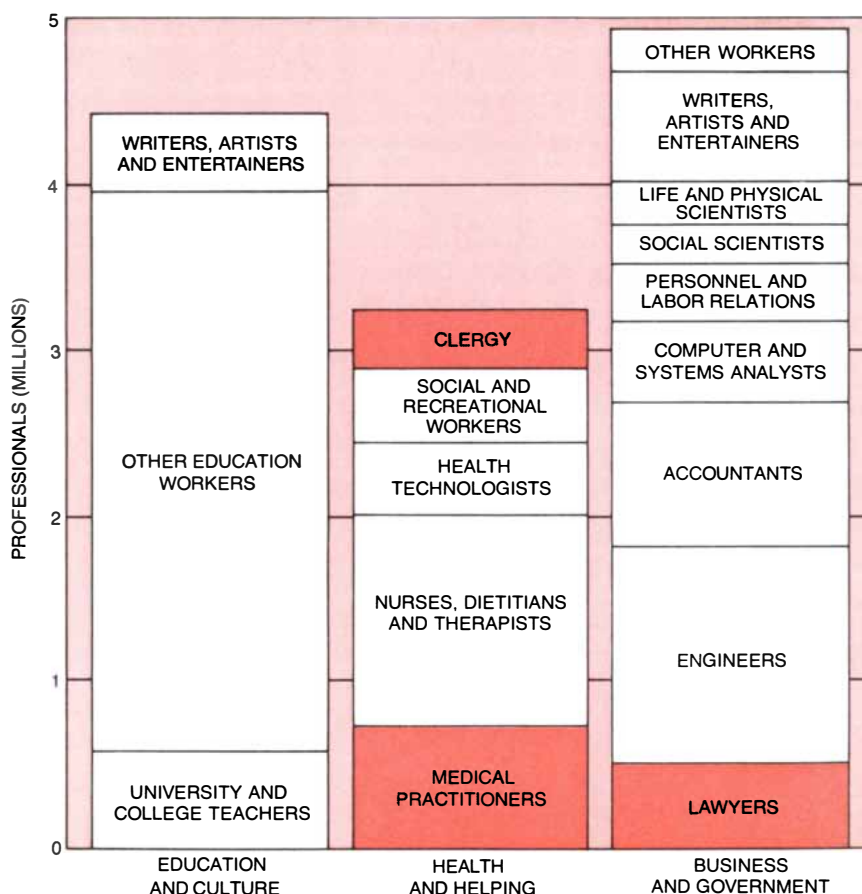 PROFESSIONALS (MILLIONS)
5
4
3
2
1
0
WRITERS, ARTISTS
AND ENTERTAINERS
OTHER EDUCATION
WORKERS
UNIVERSITY AND
COLLEGE TEACHERS
EDUCATION
AND CULTURE
CLERGY
SOCIAL AND
RECREATIONAL
WORKERS
HEALTH
TECHNOLOGISTS
NURSES, DIETITIANS
AND THERAPISTS
MEDICAL
PRACTITIONERS
HEALTH
AND HELPING
OTHER WORKERS
WRITERS,
ARTISTS AND
ENTERTAINERS
LIFE AND PHYSICAL
SCIENTISTS
SOCIAL SCIENTISTS
PERSONNEL AND
LABOR RELATIONS
COMPUTER AND
SYSTEMS ANALYSTS
ACCOUNTANTS
ENGINEERS
LAWYERS
BUSINESS
AND GOVERNMENT